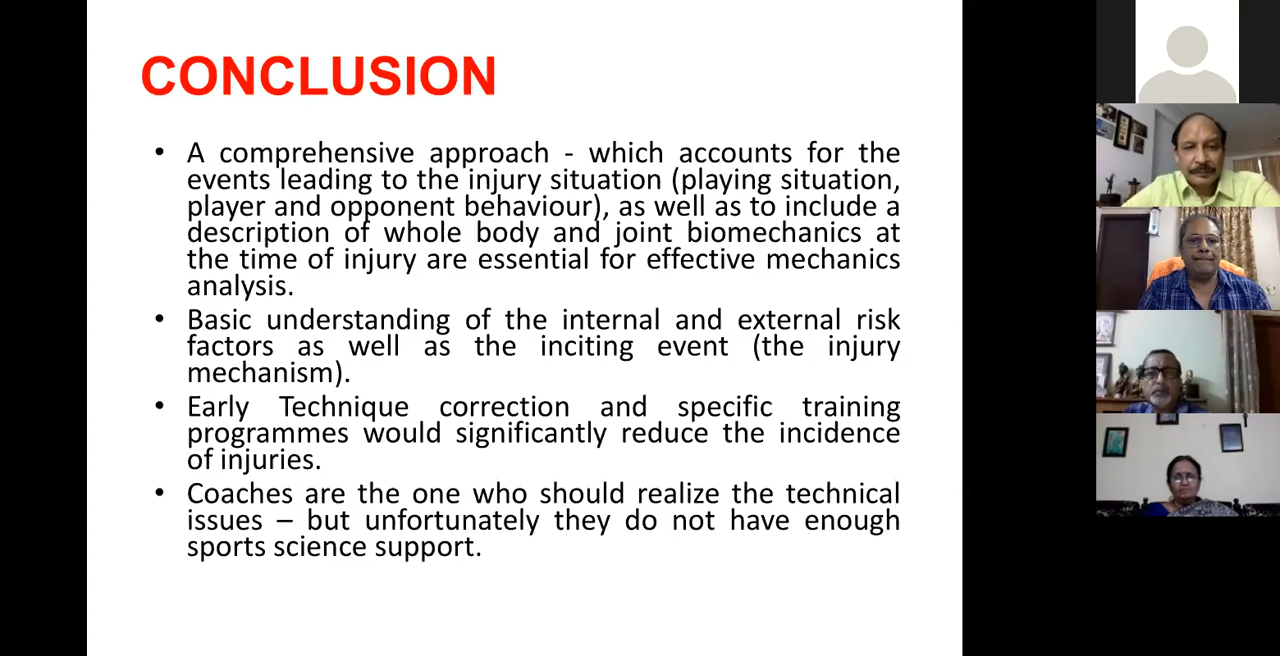 CONCLUSION
• A comprehensive approach - which accounts for the
events leading to the injury situation (playing situation,
player and opponent behaviour), as well as to include a
description of whole body and joint biomechanics at
the time of injury are essential for effective mechanics
analysis.
• Basic understanding of the internal and external risk
factors as well as the inciting event (the injury
mechanism).
• Early Technique correction and specific training
programmes would significantly reduce the incidence
of injuries.
• Coaches are the one who should realize the technical
issues – but unfortunately they do not have enough
sports science support.